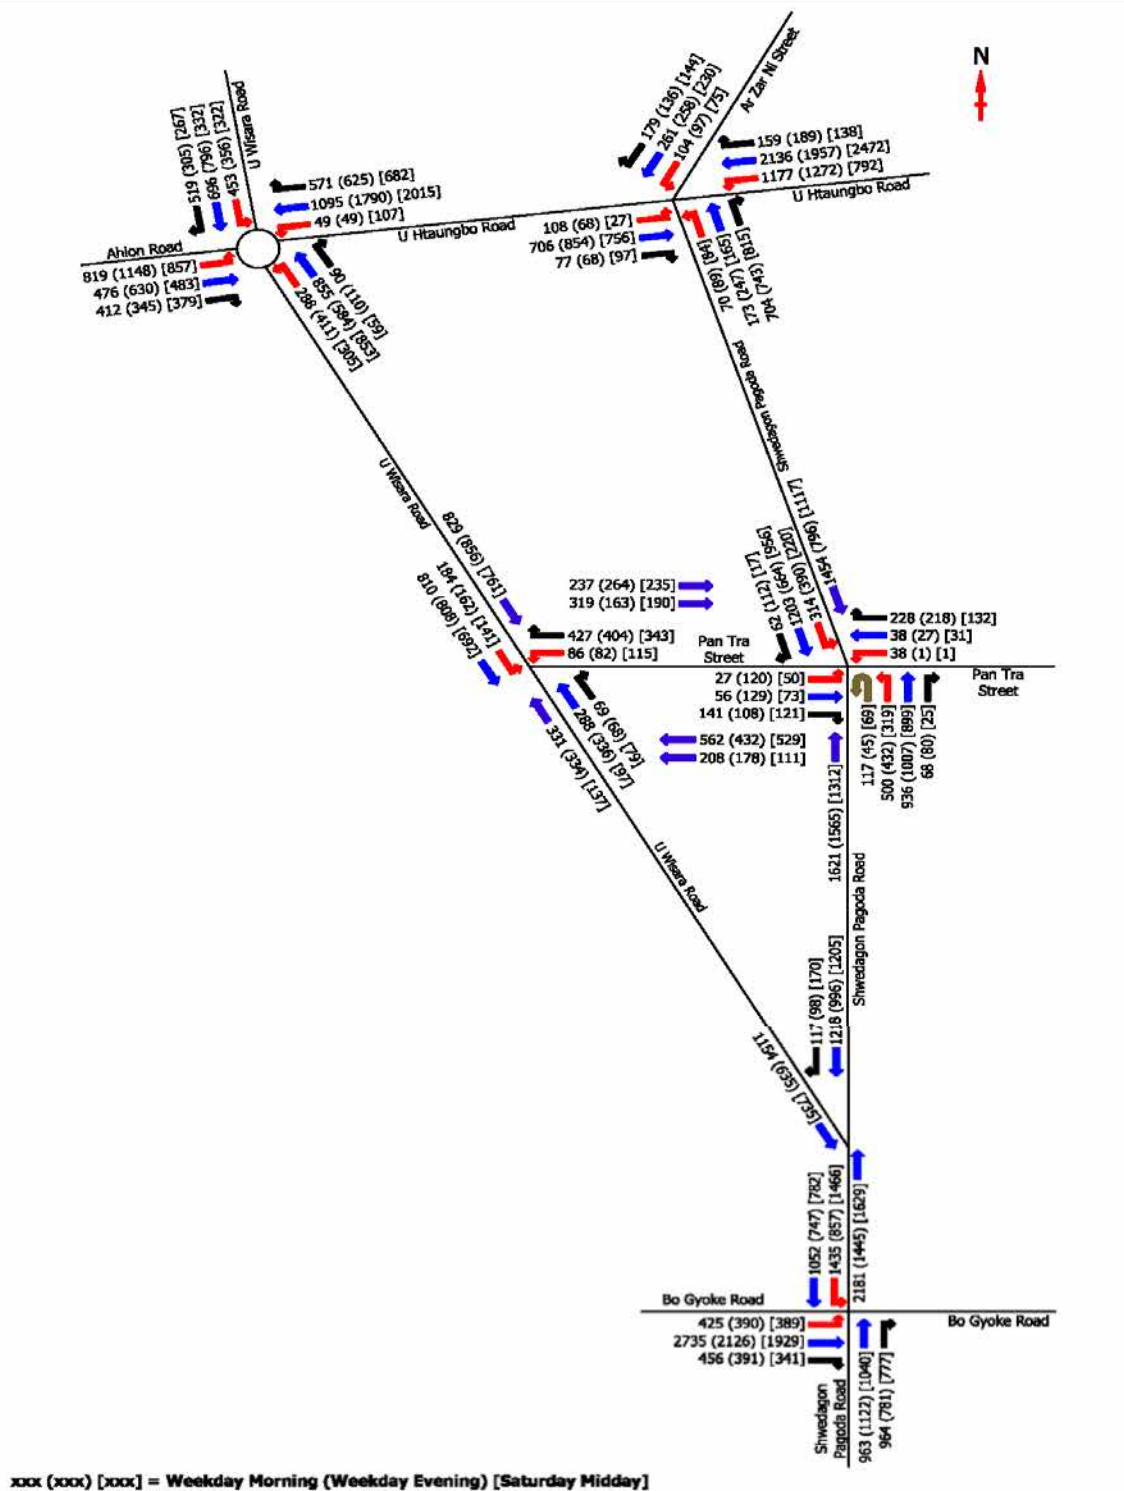 N
Ar Zar Ni Street
179 (136) [144]
261 (258) [230]
104 (97) [75]
159 (189) [138]
2136 (1957) [2472]
1177 (1272) [792]
U Htaungbo Road
U Wisara Road
519 (305) [267]
696 (796) [332]
453 (356) [322]
571 (625) [682]
1095 (1790) [2015]
49 (49) [107]
U Htaungbo Road
Ahlon Road
819 (1148) [857]
476 (630) [483]
412 (345) [379]
90 (110) [59]
855 (584) [853]
288 (411) [305]
108 (68) [27]
706 (854) [756]
77 (68) [97]
70 (89) [84]
173 (247) [165]
704 (743) [815]
Shwedagon Pagoda Road
U Wisara Road
829 (856) [761]
184 (162) [141]
810 (808) [692]
237 (264) [235]
319 (163) [190]
427 (404) [343]
86 (82) [115]
Pan Tra
Street
62 (112) [17]
1203 (664) [956]
314 (390) [220]
1454 (796) [1117]
228 (218) [132]
38 (27) [31]
38 (1) [1]
Pan Tra
Street
27 (120) [50]
56 (129) [73]
141 (108) [121]
562 (432) [529]
208 (178) [111]
69 (68) [79]
288 (336) [97]
331 (334) [137]
117 (45) [69]
500 (432) [319]
936 (1007) [899]
68 (80) [25]
1621 (1565) [1312]
Shwedagon Pagoda Road
U Wisara Road
117 (98) [170]
1218 (996) [1205]
1154 (635) [735]
1052 (747) [782]
1435 (857) [1466]
2181 (1445) [1629]
Bo Gyoke Road
Bo Gyoke Road
425 (390) [389]
2735 (2126) [1929]
456 (391) [341]
Shwedagon
Pagoda Road
963 (1122) [1040]
964 (781) [777]
xxx (xxx) [xxx] = Weekday Morning (Weekday Evening) [Saturday Midday]